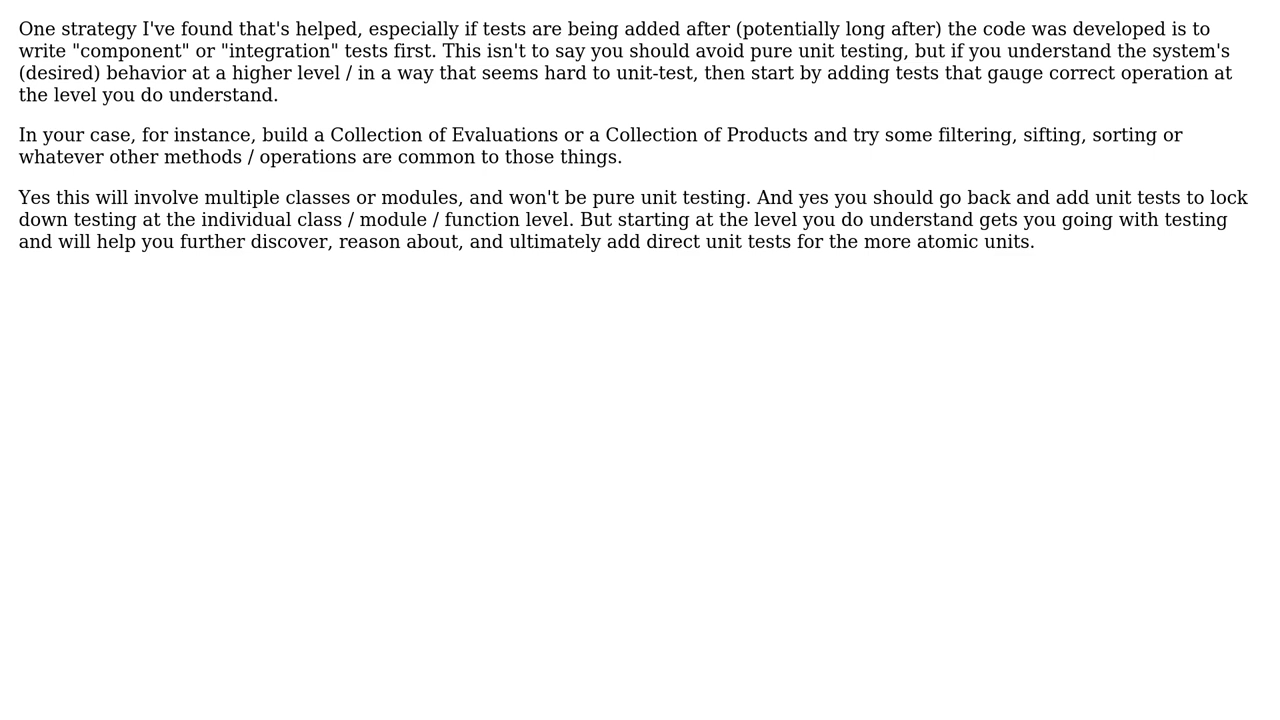 One strategy I've found that's helped, especially if tests are being added after (potentially long after) the code was developed is to
write "component" or "integration" tests first. This isn't to say you should avoid pure unit testing, but if you understand the system's
(desired) behavior at a higher level / in a way that seems hard to unit-test, then start by adding tests that gauge correct operation at
the level you do understand.
In your case, for instance, build a Collection of Evaluations or a Collection of Products and try some filtering, sifting, sorting or
whatever other methods / operations are common to those things.
Yes this will involve multiple classes or modules, and won't be pure unit testing. And yes you should go back and add unit tests to lock
down testing at the individual class / module / function level. But starting at the level you do understand gets you going with testing
and will help you further discover, reason about, and ultimately add direct unit tests for the more atomic units.